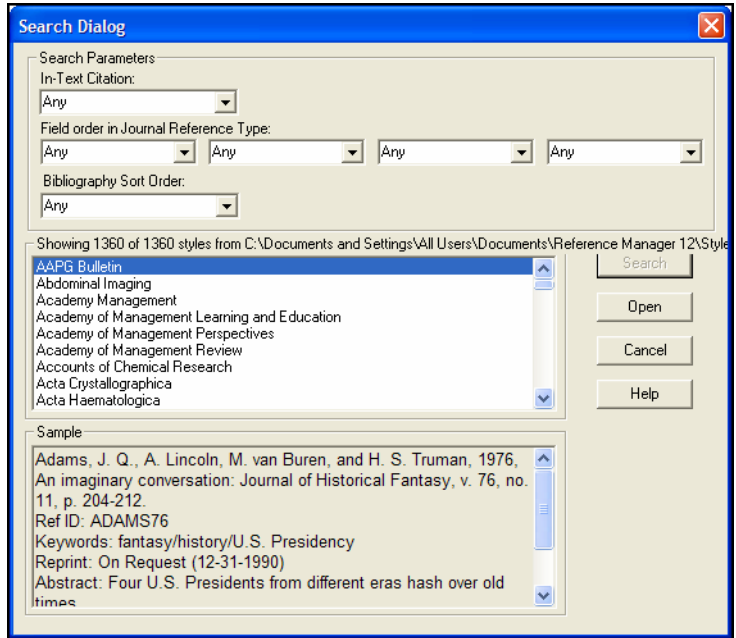 Search Dialog
Search Parameters
In-Text Citation:
Any
Field order in Journal Reference Type:
Any Any Any Any
Bibliography Sort Order:
Any
Showing 1360 of 1360 styles from C:\Documents and Settings\All Users\Documents\Reference Manager 12\Style
AAPG Bulletin
Abdominal Imaging
Academy Management
Academy of Management Learning and Education
Academy of Management Perspectives
Academy of Management Review
Accounts of Chemical Research
Acta Crystallographica
Acta Haematologica
Search
Open
Cancel
Help
Sample
Adams, J. Q., A. Lincoln, M. van Buren, and H. S. Truman, 1976,
An imaginary conversation: Journal of Historical Fantasy, v. 76, no.
11, p. 204-212.
Ref ID: ADAMS76
Keywords: fantasy/history/U.S. Presidency
Reprint: On Request (12-31-1990)
Abstract: Four U.S. Presidents from different eras hash over old
times